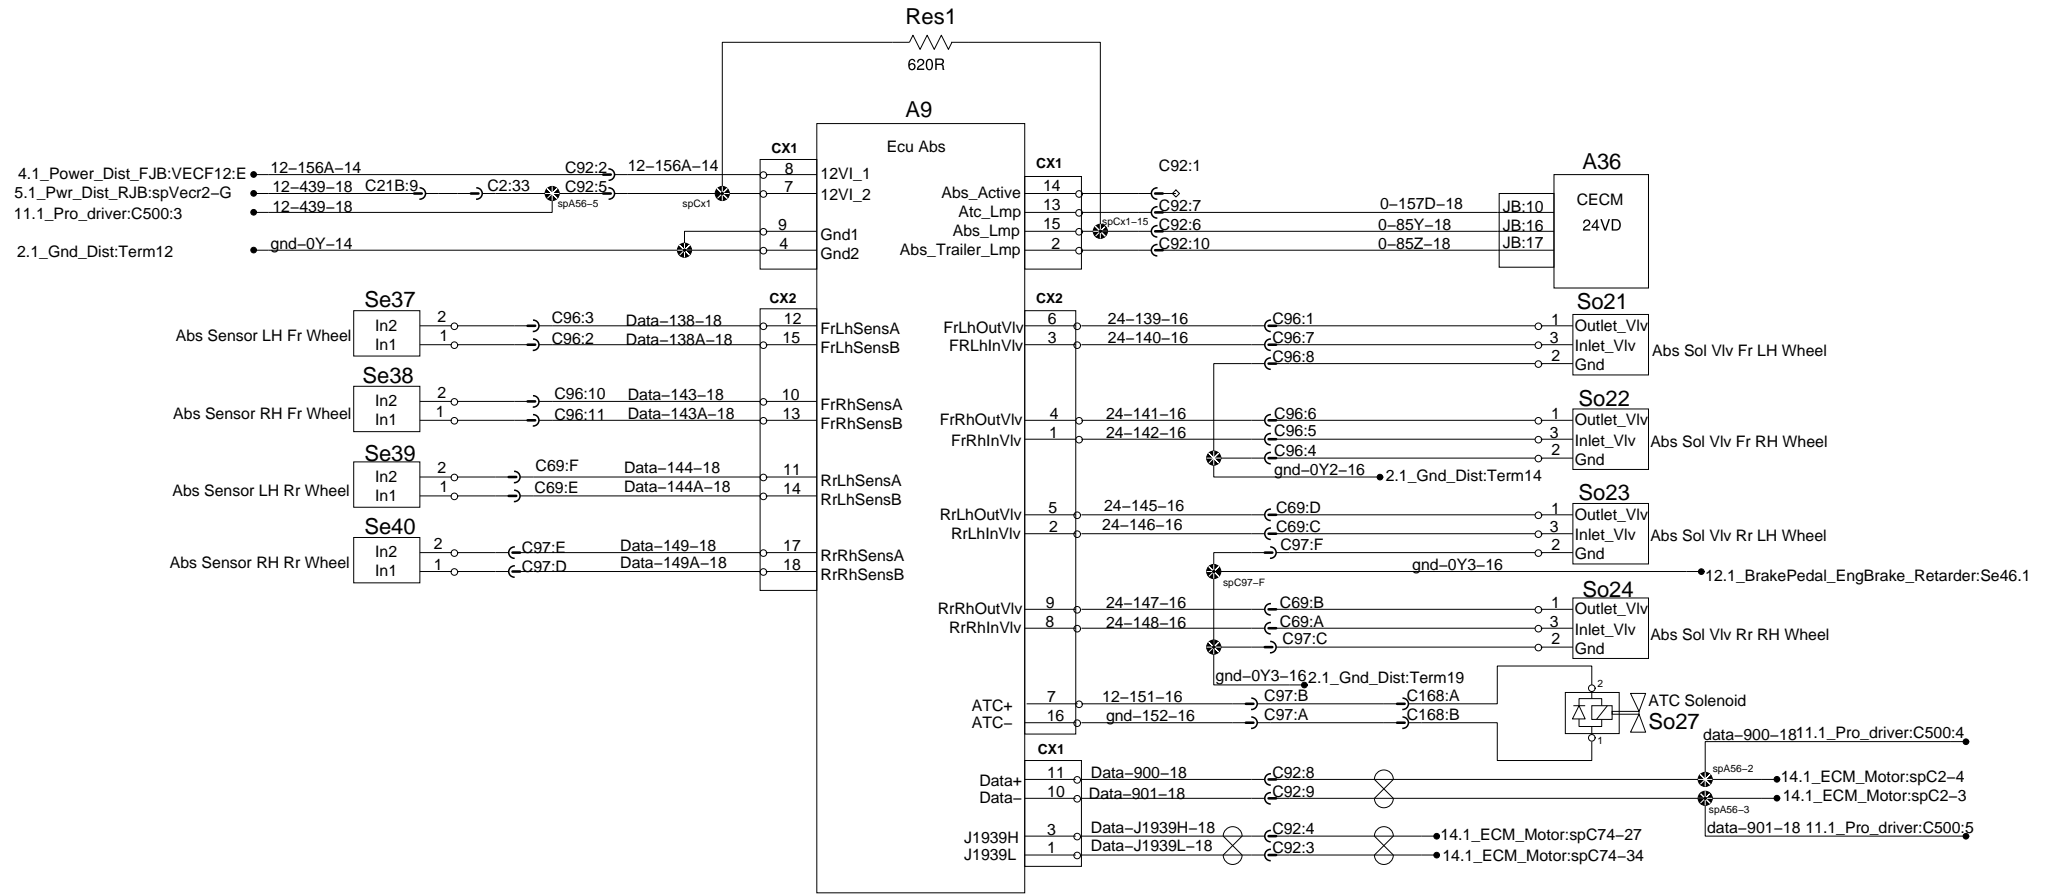 Res1
620R
A9
Ecu Abs
CX1
4.1_Power_Dist_FJB:VECF12:E
12-156A-14
C92:2
12-156A-14
8
12VI_1
5.1_Pwr_Dist_RJB:spVecr2-G
12-439-18
C21B:9
C2:33
spA56-5
C92:5
spCx1
7
12VI_2
11.1_Pro_driver:C500:3
12-439-18
9
Gnd1
2.1_Gnd_Dist:Term12
gnd-0Y-14
4
Gnd2
CX1
C92:1
A36
Abs_Active
14
CECM
24VD
Atc_Lmp
13
C92:7
0-157D-18
JB:10
Abs_Lmp
15
spCx1-15
C92:6
0-85Y-18
JB:16
Abs_Trailer_Lmp
2
C92:10
0-85Z-18
JB:17
CX2
Se37
Abs Sensor LH Fr Wheel
In2
2
C96:3
Data-138-18
12
FrLhSensA
In1
1
C96:2
Data-138A-18
15
FrLhSensB
Se38
Abs Sensor RH Fr Wheel
In2
2
C96:10
Data-143-18
10
FrRhSensA
In1
1
C96:11
Data-143A-18
13
FrRhSensB
Se39
Abs Sensor LH Rr Wheel
In2
2
C69:F
Data-144-18
11
RrLhSensA
In1
1
C69:E
Data-144A-18
14
RrLhSensB
Se40
Abs Sensor RH Rr Wheel
In2
2
C97:E
Data-149-18
17
RrRhSensA
In1
1
C97:D
Data-149A-18
18
RrRhSensB
CX2
So21
FrLhOutVlv
6
24-139-16
C96:1
1
Outlet_Vlv
FRLhInVlv
3
24-140-16
C96:7
3
Inlet_Vlv
Abs Sol Vlv Fr LH Wheel
C96:8
2
Gnd
So22
FrRhOutVlv
4
24-141-16
C96:6
1
Outlet_Vlv
FrRhInVlv
1
24-142-16
C96:5
3
Inlet_Vlv
Abs Sol Vlv Fr RH Wheel
C96:4
2
Gnd
gnd-0Y2-16
2.1_Gnd_Dist:Term14
So23
RrLhOutVlv
5
24-145-16
C69:D
1
Outlet_Vlv
RrLhInVlv
2
24-146-16
C69:C
3
Inlet_Vlv
Abs Sol Vlv Rr LH Wheel
C97:F
2
Gnd
spC97-F
gnd-0Y3-16
12.1_BrakePedal_EngBrake_Retarder:Se46.1
So24
RrRhOutVlv
9
24-147-16
C69:B
1
Outlet_Vlv
RrRhInVlv
8
24-148-16
C69:A
3
Inlet_Vlv
Abs Sol Vlv Rr RH Wheel
C97:C
2
Gnd
gnd-0Y3-16
2.1_Gnd_Dist:Term19
ATC+
7
12-151-16
C97:B
C168:A
2
ATC Solenoid
So27
ATC-
16
gnd-152-16
C97:A
C168:B
1
CX1
data-900-18
11.1_Pro_driver:C500:4
Data+
11
Data-900-18
C92:8
spA56-2
14.1_ECM_Motor:spC2-4
Data-
10
Data-901-18
C92:9
spA56-3
14.1_ECM_Motor:spC2-3
data-901-18
11.1_Pro_driver:C500:5
J1939H
3
Data-J1939H-18
C92:4
14.1_ECM_Motor:spC74-27
J1939L
1
Data-J1939L-18
C92:3
14.1_ECM_Motor:spC74-34